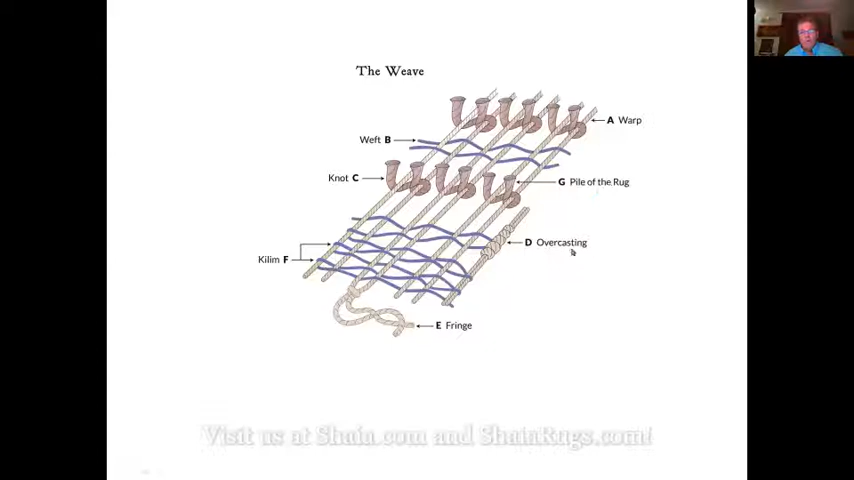 The Weave
A Warp
Weft B
Knot C
G Pile of the Rug
D Overcasting
Kilim F
E Fringe
Visit us at Shaia.com and ShaiaRugs.com!